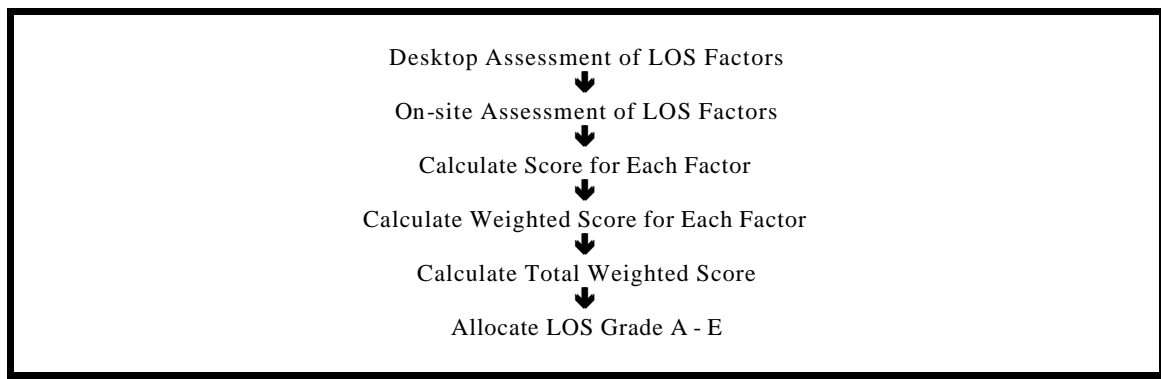 Desktop Assessment of LOS Factors
On-site Assessment of LOS Factors
Calculate Score for Each Factor
Calculate Weighted Score for Each Factor
Calculate Total Weighted Score
Allocate LOS Grade A - E